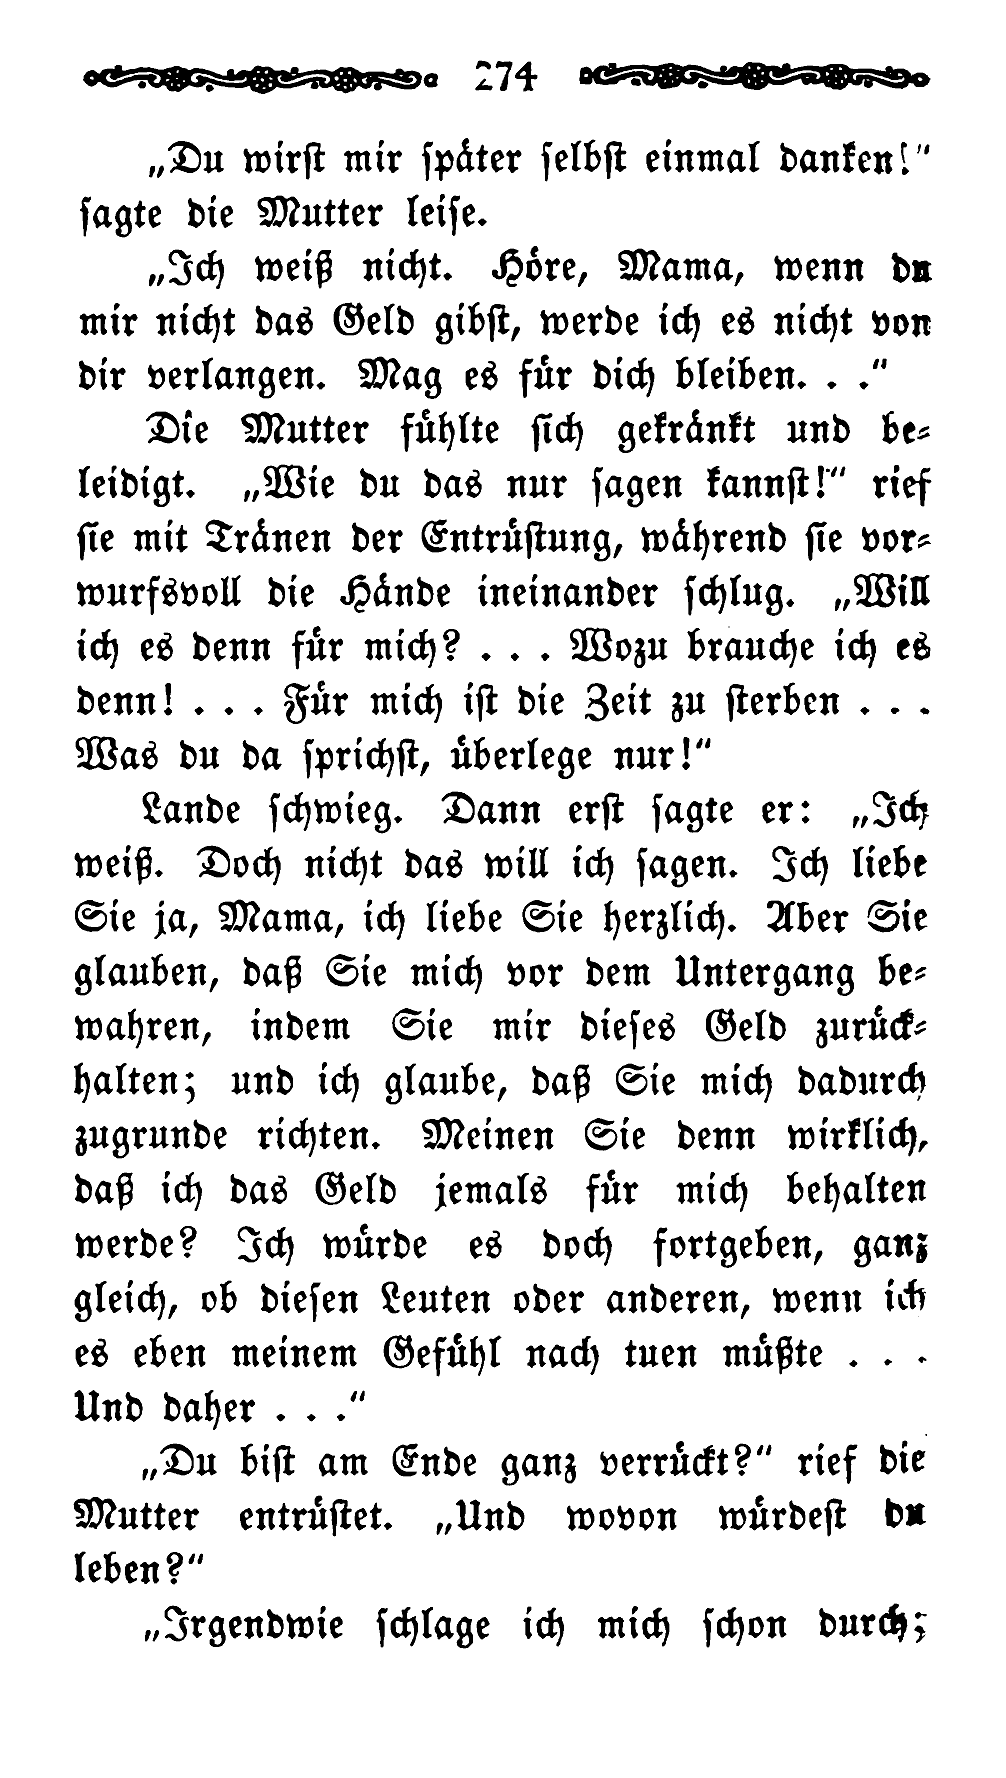 274
„Du wirst mir später selbst einmal danken!“
sagte die Mutter leise.
„Ich weiß nicht. Höre, Mama, wenn du
mir nicht das Geld gibst, werde ich es nicht von
dir verlangen. Mag es für dich bleiben. . .“
Die Mutter fühlte sich gekränkt und be-
leidigt. „Wie du das nur sagen kannst!“ rief
sie mit Tränen der Entrüstung, während sie vor-
wurfsvoll die Hände ineinander schlug. „Will
ich es denn für mich? . . . Wozu brauche ich es
denn! . . . Für mich ist die Zeit zu sterben . . .
Was du da sprichst, überlege nur!“
Lande schwieg. Dann erst sagte er: „Ich
weiß. Doch nicht das will ich sagen. Ich liebe
Sie ja, Mama, ich liebe Sie herzlich. Aber Sie
glauben, daß Sie mich vor dem Untergang be-
wahren, indem Sie mir dieses Geld zurück-
halten; und ich glaube, daß Sie mich dadurch
zugrunde richten. Meinen Sie denn wirklich,
daß ich das Geld jemals für mich behalten
werde? Ich würde es doch fortgeben, ganz
gleich, ob diesen Leuten oder anderen, wenn ich
es eben meinem Gefühl nach tuen müßte . . .
Und daher . . .“
„Du bist am Ende ganz verrückt?“ rief die
Mutter entrüstet. „Und wovon würdest du
leben?“
„Irgendwie schlage ich mich schon durch;